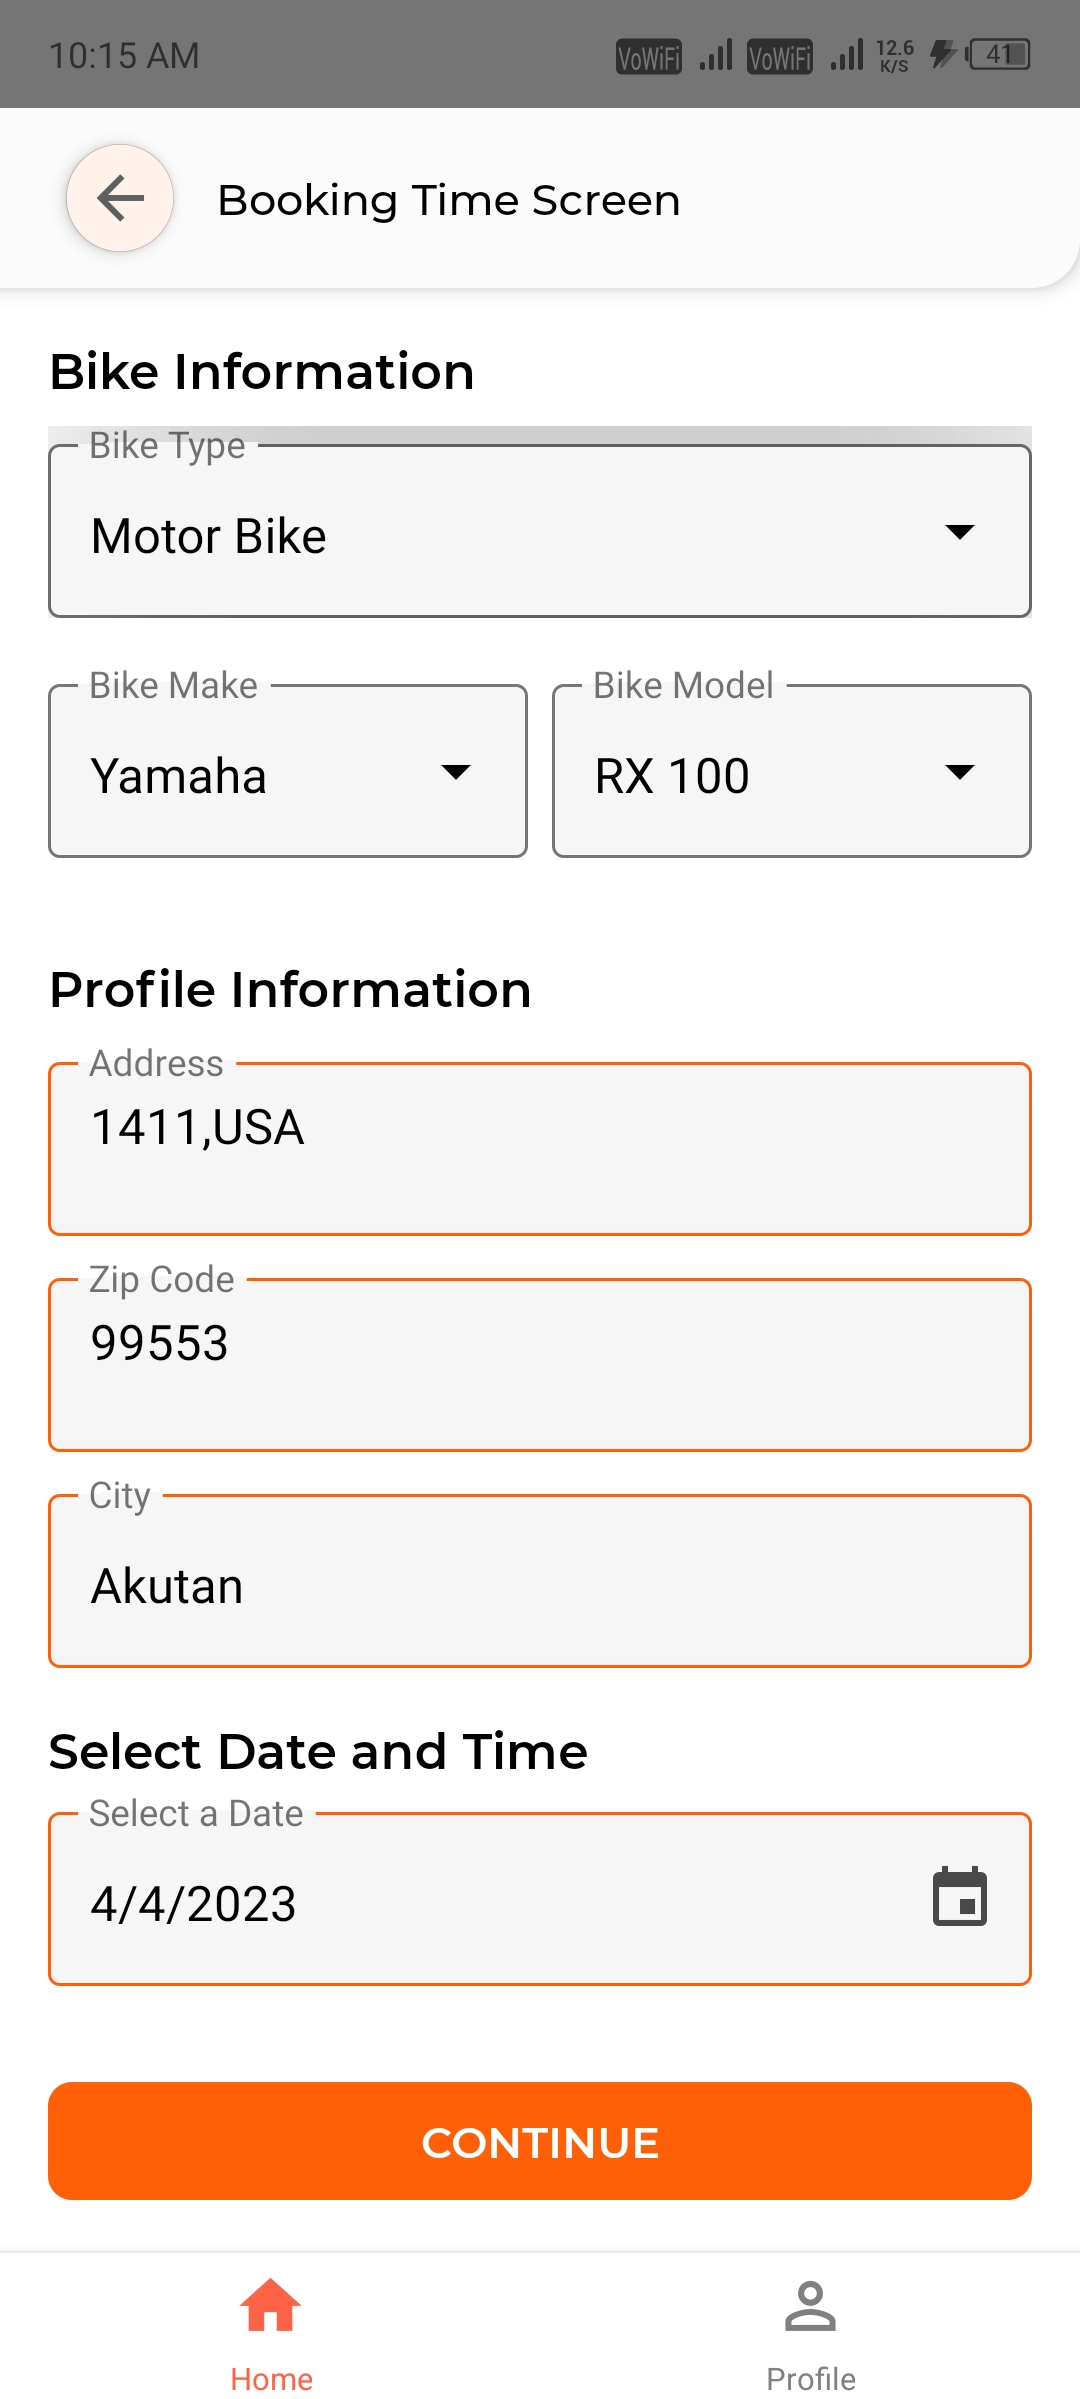 10:15 AM
VoWiFi VoWiFi 12.6 K/S 41
Booking Time Screen
Bike Information
Bike Type
Motor Bike
Bike Make Bike Model
Yamaha RX 100
Profile Information
Address
1411,USA
Zip Code
99553
City
Akutan
Select Date and Time
Select a Date
4/4/2023
CONTINUE
Home Profile